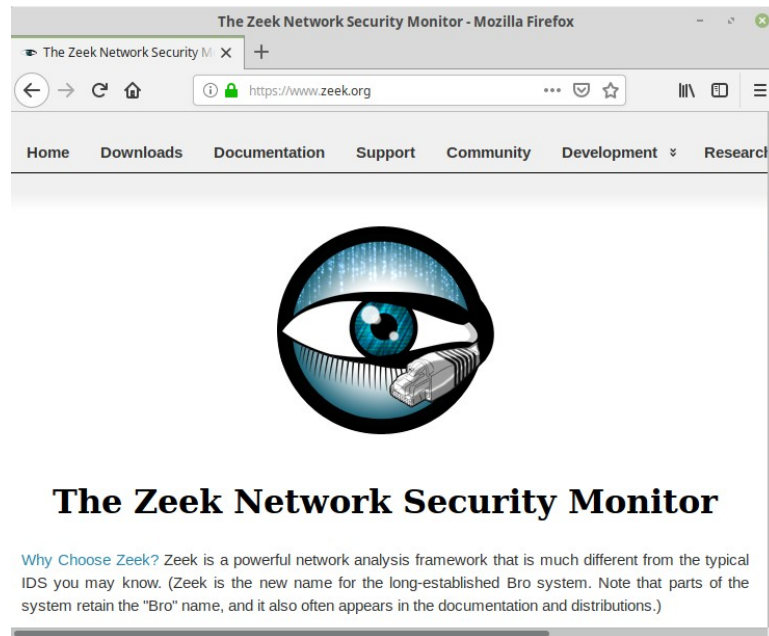 The Zeek Network Security Monitor - Mozilla Firefox
The Zeek Network Security M
https://www.zeek.org
Home Downloads Documentation Support Community Development Research
The Zeek Network Security Monitor
Why Choose Zeek? Zeek is a powerful network analysis framework that is much different from the typical
IDS you may know. (Zeek is the new name for the long-established Bro system. Note that parts of the
system retain the "Bro" name, and it also often appears in the documentation and distributions.)